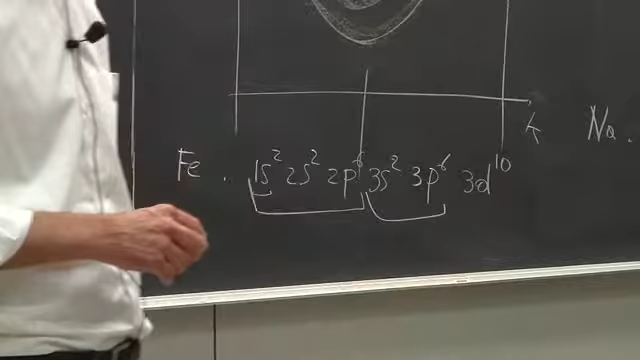 k
Na.
Fe . 1s² 2s² 2p⁶ 3s² 3p⁶ 3d¹⁰